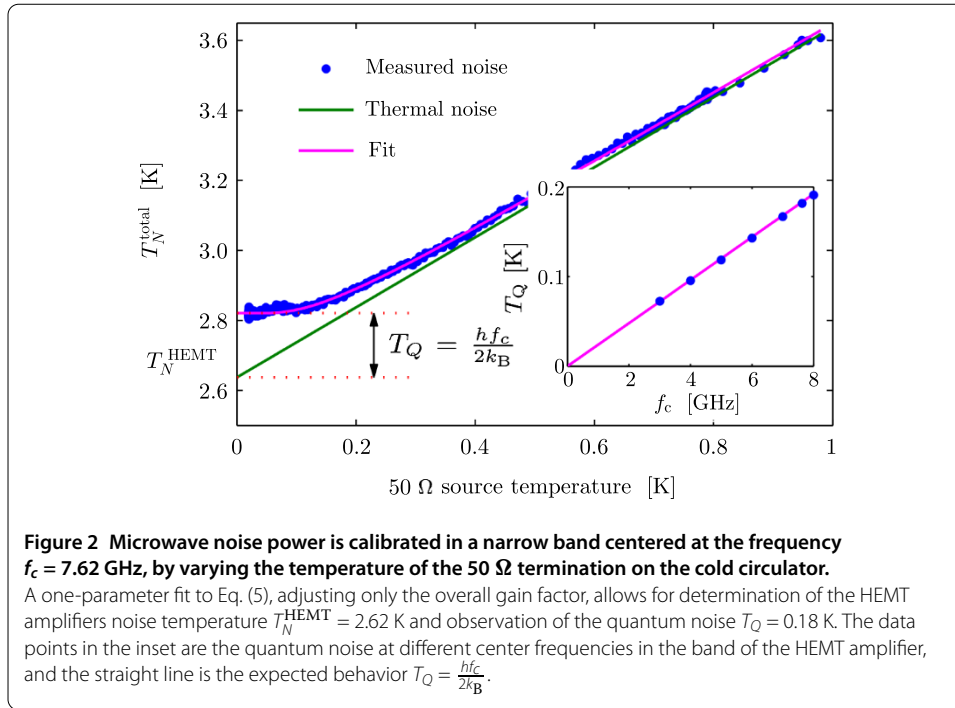 3.6
3.4
3.2
3.0
2.8
2.6
T_N^total [K]
T_N^HEMT
Measured noise
Thermal noise
Fit
T_Q = hf_c / 2k_B
0 0.2 0.4 0.6 0.8 1
50 Ω source temperature [K]
0.2
0.1
0
T_Q [K]
0 2 4 6 8
f_c [GHz]
Figure 2 Microwave noise power is calibrated in a narrow band centered at the frequency
f_c = 7.62 GHz, by varying the temperature of the 50 Ω termination on the cold circulator.
A one-parameter fit to Eq. (5), adjusting only the overall gain factor, allows for determination of the HEMT
amplifiers noise temperature T_N^HEMT = 2.62 K and observation of the quantum noise T_Q = 0.18 K. The data
points in the inset are the quantum noise at different center frequencies in the band of the HEMT amplifier,
and the straight line is the expected behavior T_Q = hf_c / 2k_B.